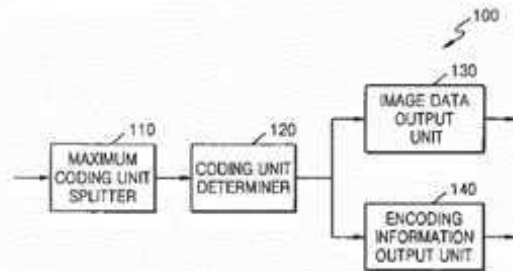 100
110
MAXIMUM
CODING UNIT
SPLITTER
120
CODING UNIT
DETERMINER
130
IMAGE DATA
OUTPUT
UNIT
140
ENCODING
INFORMATION
OUTPUT UNIT